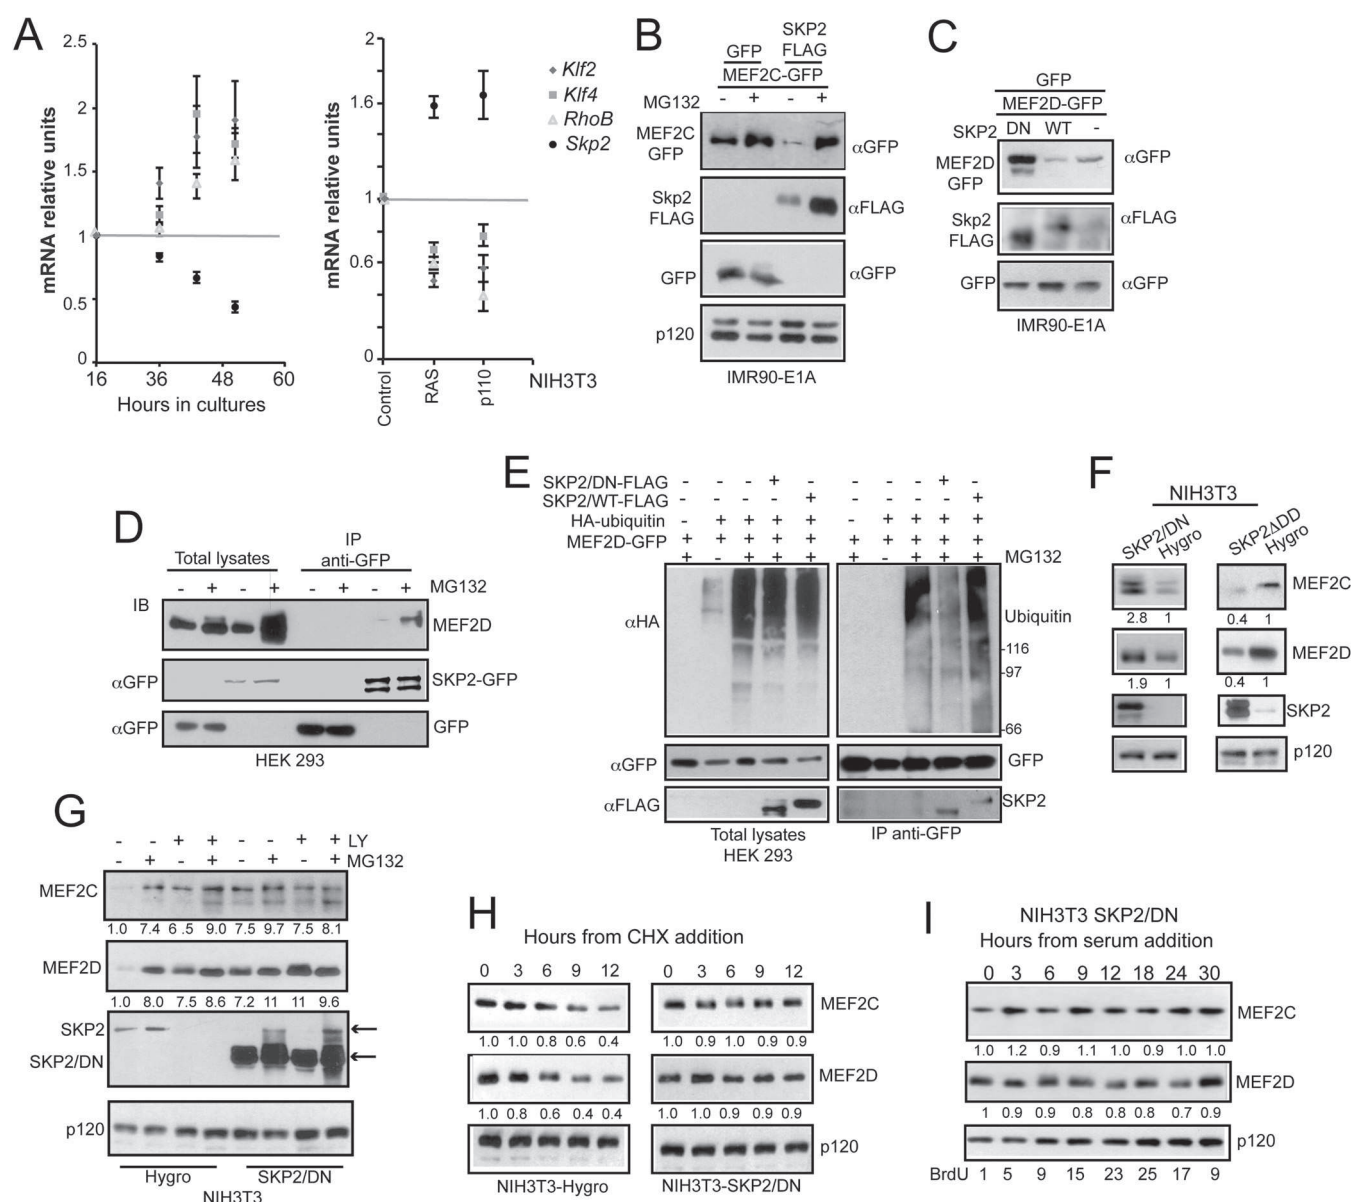 A
2.5
2
1.5
1
0.5
0
mRNA relative units
16 36 48 60
Hours in cultures
2
1.6
1
0.6
0
mRNA relative units
Control
RAS
p110
NIH3T3
Klf2
Klf4
RhoB
Skp2
B
SKP2
GFP FLAG
MEF2C-GFP
MG132 - + - +
MEF2C
GFP
αGFP
Skp2
FLAG
αFLAG
GFP αGFP
p120
IMR90-E1A
C
GFP
MEF2D-GFP
SKP2 DN WT -
MEF2D
GFP
αGFP
Skp2
FLAG
αFLAG
GFP αGFP
IMR90-E1A
D
IP
Total lysates anti-GFP
- + - + - + - + MG132
IB
MEF2D
αGFP SKP2-GFP
αGFP GFP
HEK 293
E
SKP2/DN-FLAG - - - + - - - - + -
SKP2/WT-FLAG - - - - + - - - - +
HA-ubiquitin - + + + + - + + + +
MEF2D-GFP + + + + + + + + + +
+ - + + + + - + + + MG132
αHA
Ubiquitin
-116
-97
-66
αGFP GFP
αFLAG SKP2
Total lysates IP anti-GFP
HEK 293
F
NIH3T3
SKP2/DN Hygro SKP2ΔDD Hygro
MEF2C
2.8 1 0.4 1
MEF2D
1.9 1 0.4 1
SKP2
p120
G
- - + + - - + + LY
- + - + - + - + MG132
MEF2C
1.0 7.4 6.5 9.0 7.5 9.7 7.5 8.1
MEF2D
1.0 8.0 7.5 8.6 7.2 11 11 9.6
SKP2
SKP2/DN
p120
Hygro SKP2/DN
NIH3T3
H
Hours from CHX addition
0 3 6 9 12 0 3 6 9 12
MEF2C
1.0 1.0 0.8 0.6 0.4 1.0 0.9 1.0 0.9 0.9
MEF2D
1.0 0.8 0.6 0.4 0.4 1.0 1.0 0.9 0.9 0.9
p120
NIH3T3-Hygro NIH3T3-SKP2/DN
I
NIH3T3 SKP2/DN
Hours from serum addition
0 3 6 9 12 18 24 30
MEF2C
1.0 1.2 0.9 1.1 1.0 0.9 1.0 1.0
MEF2D
1 0.9 0.9 0.8 0.8 0.8 0.7 0.9
p120
BrdU 1 5 9 15 23 25 17 9